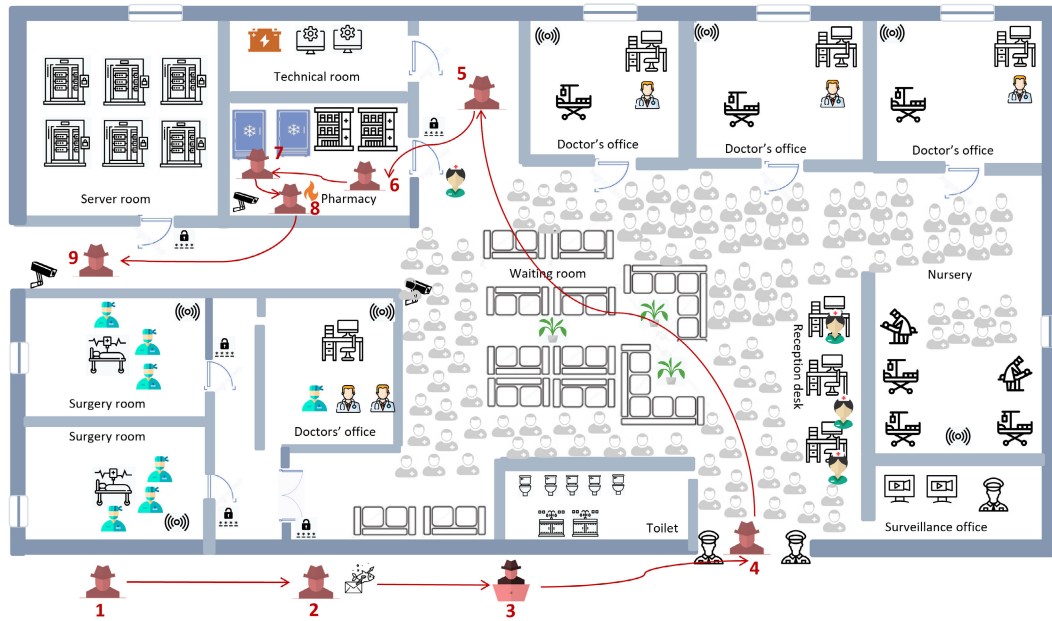 Technical room
5
Doctor's office
Doctor's office
Doctor's office
7
6
Server room
8
Pharmacy
9
Waiting room
Nursery
Reception desk
Surgery room
Surgery room
Doctors' office
Toilet
Surveillance office
4
1
2
3